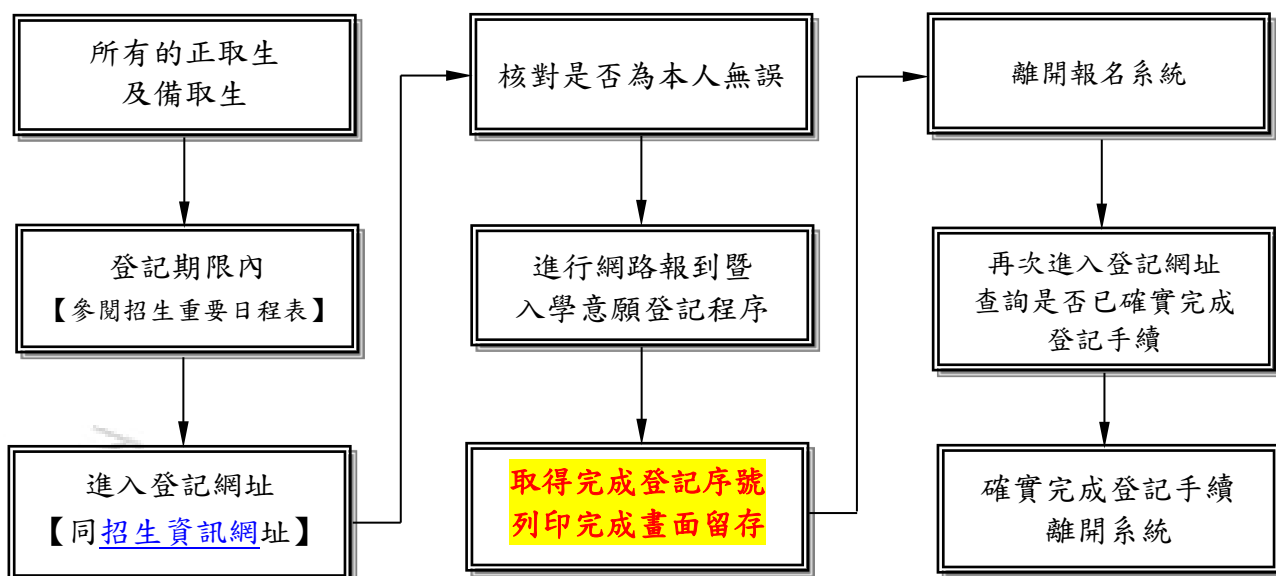 所有的正取生
及備取生
登記期限內
【參閱招生重要日程表】
進入登記網址
【同招生資訊網址】
核對是否為本人無誤
進行網路報到暨
入學意願登記程序
取得完成登記序號
列印完成畫面留存
離開報名系統
再次進入登記網址
查詢是否已確實完成
登記手續
確實完成登記手續
離開系統